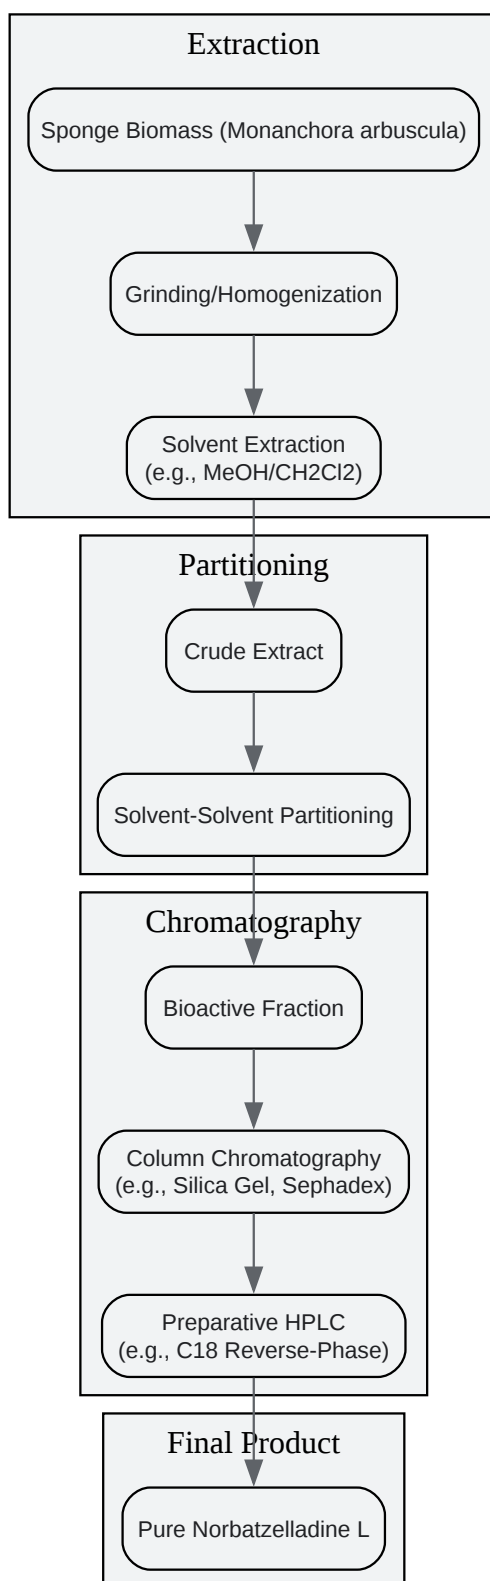 Extraction
Sponge Biomass (Monanchora arbuscula)
Grinding/Homogenization
Solvent Extraction
(e.g., MeOH/CH2Cl2)
Partitioning
Crude Extract
Solvent-Solvent Partitioning
Chromatography
Bioactive Fraction
Column Chromatography
(e.g., Silica Gel, Sephadex)
Preparative HPLC
(e.g., C18 Reverse-Phase)
Final Product
Pure Norbatzelladine L